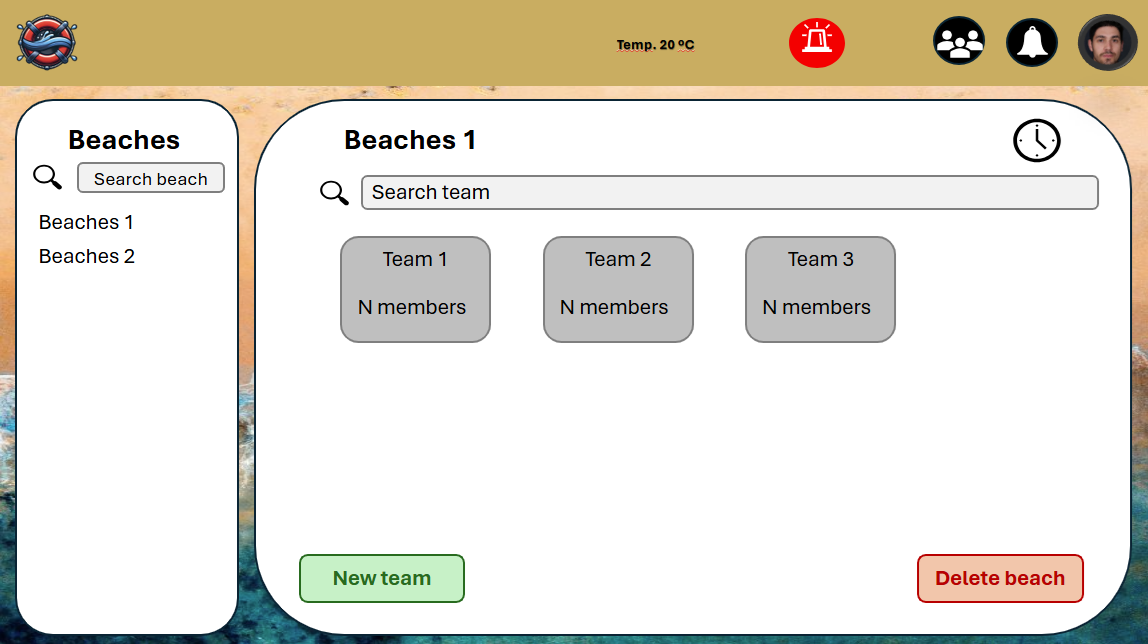 Temp. 20 ºC
Beaches
Search beach
Beaches 1
Beaches 2
Beaches 1
Search team
Team 1
N members
Team 2
N members
Team 3
N members
New team
Delete beach